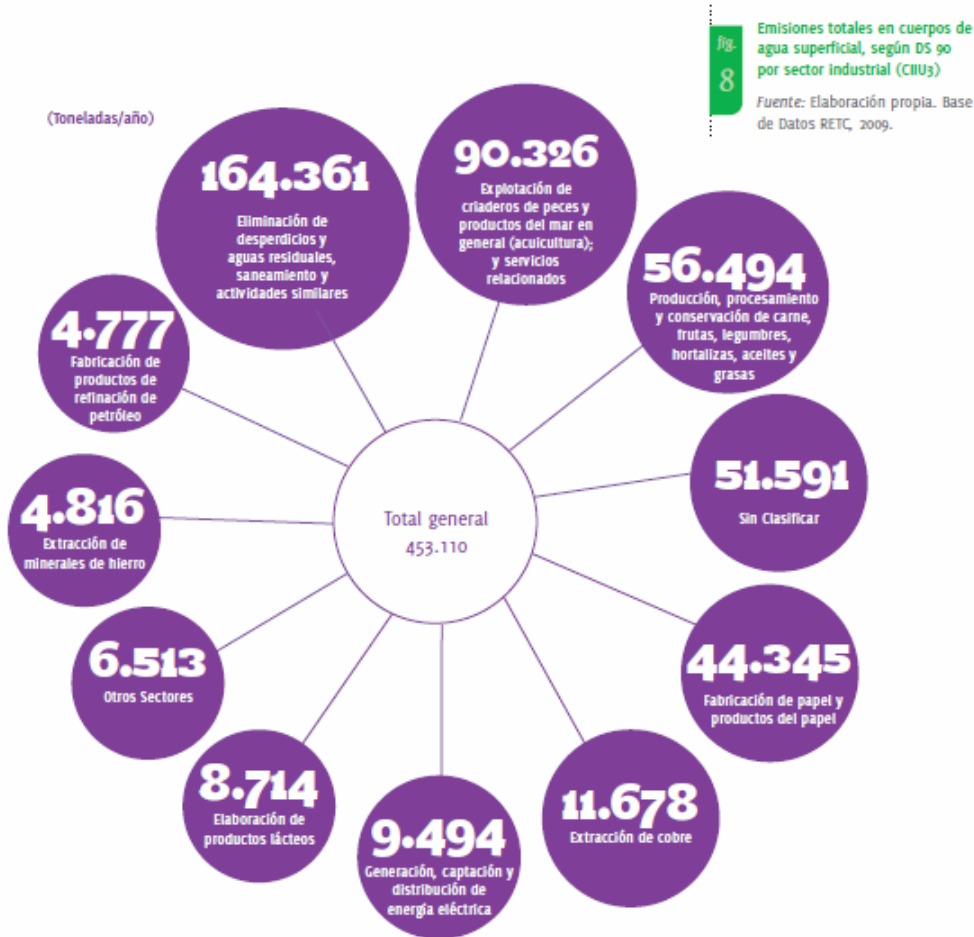 fig.
8
Emisiones totales en cuerpos de
agua superficial, según DS 90
por sector industrial (CIIU3)
Fuente: Elaboración propia. Base
de Datos RETC, 2009.
(Toneladas/año)
164.361
Eliminación de
desperdicios y
aguas residuales,
saneamiento y
actividades similares
90.326
Explotación de
criaderos de peces y
productos del mar en
general (acuicultura);
y servicios
relacionados
56.494
Producción, procesamiento
y conservación de carne,
frutas, legumbres,
hortalizas, aceites y
grasas
51.591
Sin Clasificar
44.345
Fabricación de papel y
productos del papel
11.678
Extracción de cobre
9.494
Generación, captación y
distribución de
energía eléctrica
8.714
Elaboración de
productos lácteos
6.513
Otros Sectores
4.816
Extracción de
minerales de hierro
4.777
Fabricación de
productos de
refinación de
petróleo
Total general
453.110